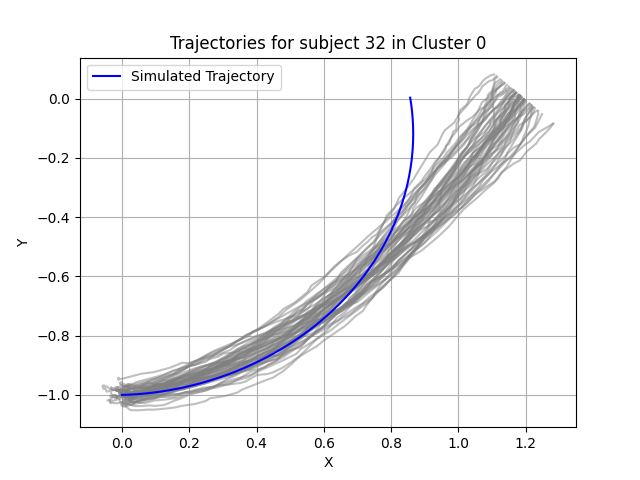 Trajectories for subject 32 in Cluster 0
Simulated Trajectory
Y
0.0
−0.2
−0.4
−0.6
−0.8
−1.0
0.0 0.2 0.4 0.6 0.8 1.0 1.2
X